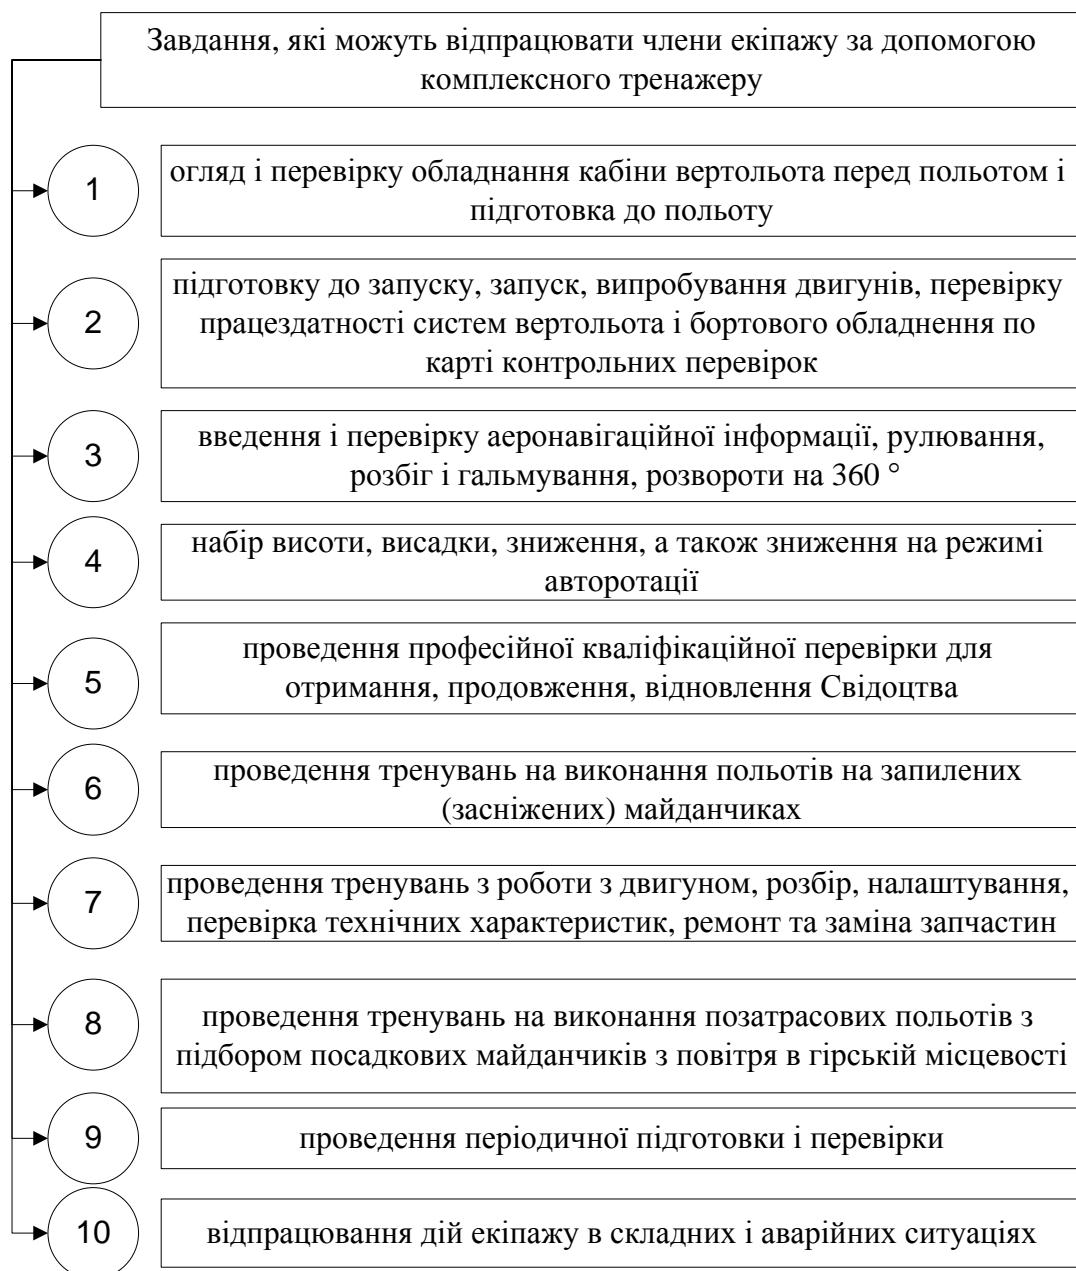 Завдання, які можуть відпрацювати члени екіпажу за допомогою
комплексного тренажеру
1
огляд і перевірку обладнання кабіни вертольота перед польотом і
підготовка до польоту
2
підготовку до запуску, запуск, випробування двигунів, перевірку
працездатності систем вертольота і бортового обладнення по
карті контрольних перевірок
3
введення і перевірку аеронавігаційної інформації, рулювання,
розбіг і гальмування, розвороти на 360 °
4
набір висоти, висадки, зниження, а також зниження на режимі
авторотації
5
проведення професійної кваліфікаційної перевірки для
отримання, продовження, відновлення Свідоцтва
6
проведення тренувань на виконання польотів на запилених
(засніжених) майданчиках
7
проведення тренувань з роботи з двигуном, розбір, налаштування,
перевірка технічних характеристик, ремонт та заміна запчастин
8
проведення тренувань на виконання позатрасових польотів з
підбором посадкових майданчиків з повітря в гірській місцевості
9
проведення періодичної підготовки і перевірки
10
відпрацювання дій екіпажу в складних і аварійних ситуаціях